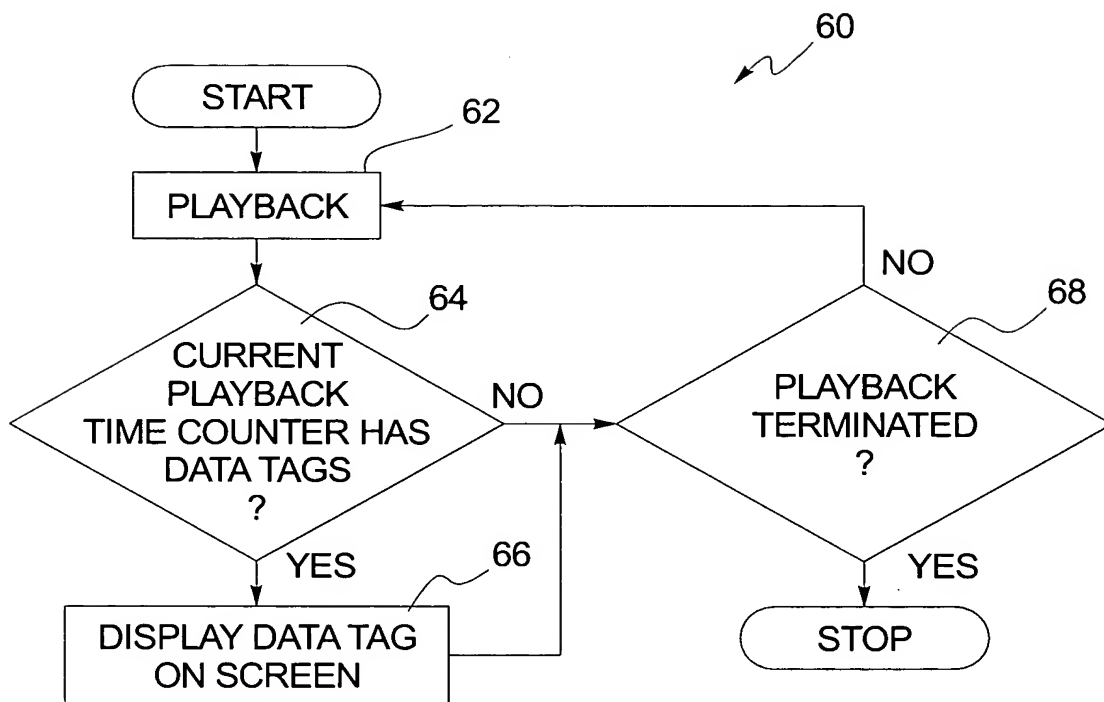 60
START
62
PLAYBACK
NO
64
68
CURRENT
PLAYBACK
TIME COUNTER HAS
DATA TAGS
?
NO
PLAYBACK
TERMINATED
?
YES
66
YES
DISPLAY DATA TAG
ON SCREEN
STOP